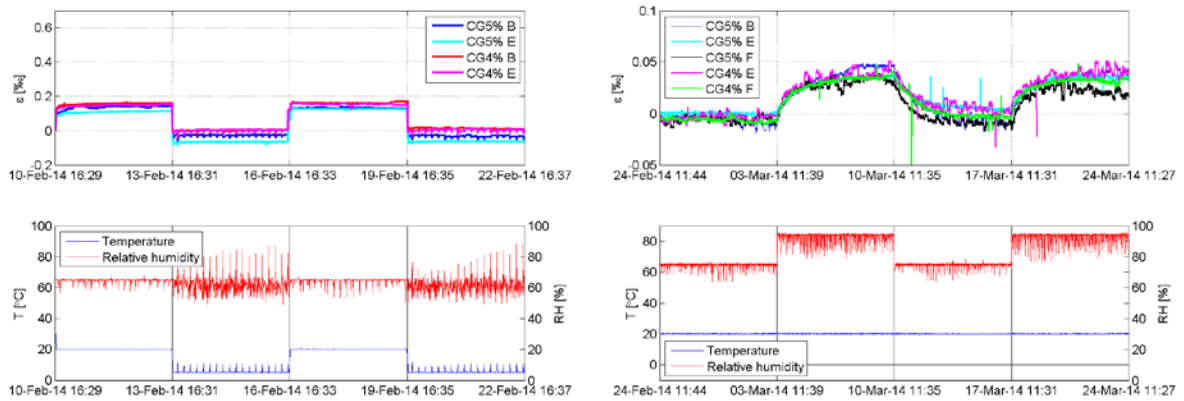 0.6
0.4
0.2
0
-0.2
ε [‰]
CG5% B
CG5% E
CG4% B
CG4% E
10-Feb-14 16:29 13-Feb-14 16:31 16-Feb-14 16:33 19-Feb-14 16:35 22-Feb-14 16:37
0.1
0.05
0
-0.05
ε [‰]
CG5% B
CG5% E
CG5% F
CG4% E
CG4% F
24-Feb-14 11:44 03-Mar-14 11:39 10-Mar-14 11:35 17-Mar-14 11:31 24-Mar-14 11:27
100
80
60
40
20
0
T [°C]
Temperature
Relative humidity
100
80
60
40
20
0
RH [%]
10-Feb-14 16:29 13-Feb-14 16:31 16-Feb-14 16:33 19-Feb-14 16:35 22-Feb-14 16:37
80
60
40
20
0
T [°C]
Temperature
Relative humidity
100
80
60
40
20
0
RH [%]
24-Feb-14 11:44 03-Mar-14 11:39 10-Mar-14 11:35 17-Mar-14 11:31 24-Mar-14 11:27